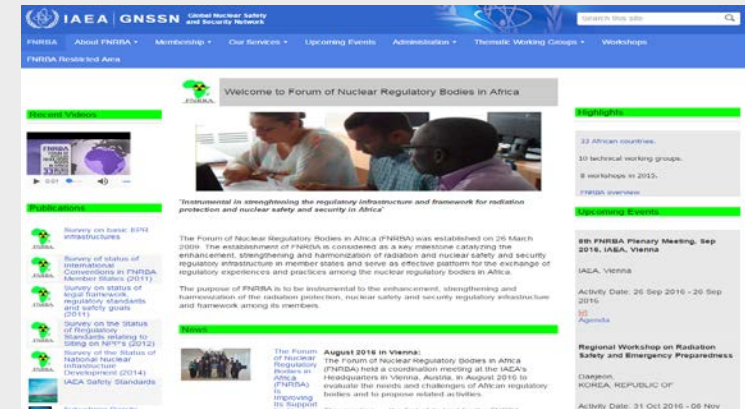 IAEA GNSSN Global Nuclear Safety
and Security Network
Search this site
FNRBA About FNRBA Membership Our Services Upcoming Events Administration Thematic Working Groups Workshops
FNRBA Restricted Area
FNRBA
Welcome to Forum of Nuclear Regulatory Bodies in Africa
Recent Videos
FNRBA
33
0:01
Publications
Survey on basic EPR
infrastructures
Survey of status of
International
Conventions in FNRBA
Member States (2011)
Survey on status of
legal framework,
regulatory standards
and safety goals
(2011)
Survey on the Status
of Regulatory
Standards relating to
Siting on NPP's (2012)
Survey of the Status of
National Nuclear
Infrastructure
Development (2014)
IAEA Safety Standards
"Instrumental in strenghtening the regulatory infrastructure and framework for radiation
protection and nuclear safety and security in Africa"
The Forum of Nuclear Regulatory Bodies in Africa (FNRBA) was established on 26 March
2009. The establishment of FNRBA is considered as a key milestone catalyzing the
enhancement, strengthening and harmonization of radiation and nuclear safety and security
regulatory infrastructure in member states and serve as effective platform for the exchange of
regulatory experiences and practices among the nuclear regulatory bodies in Africa.
The purpose of FNRBA is to be instrumental to the enhancement, strengthening and
harmonization of the radiation protection, nuclear safety and security regulatory infrastructure
and framework among its members.
News
The Forum
of Nuclear
Regulatory
Bodies in
Africa
(FNRBA)
is
Improving
Its Support
August 2016 in Vienna:
The Forum of Nuclear Regulatory Bodies in Africa
(FNRBA) held a coordination meeting at the IAEA's
Headquarters in Vienna, Austria, in August 2016 to
evaluate the needs and challenges of African regulatory
bodies and to propose related activities.
Highlights
33 African countries.
10 technical working groups.
8 workshops in 2015.
FNRBA overview
Upcoming Events
8th FNRBA Plenary Meeting, Sep
2016, IAEA, Vienna
IAEA, Vienna
Activity Date: 26 Sep 2016 - 26 Sep
2016
Agenda
Regional Workshop on Radiation
Safety and Emergency Preparedness
Daejeon,
KOREA, REPUBLIC OF
Activity Date: 31 Oct 2016 - 08 Nov